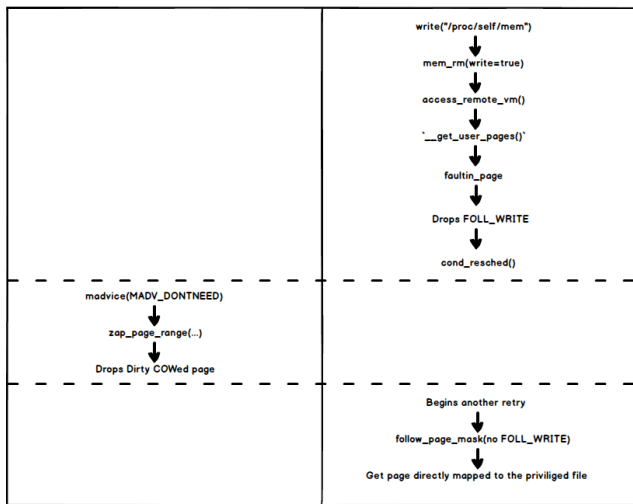 write("/proc/self/mem")
mem_rm(write=true)
access_remote_vm()
`__get_user_pages()`
faultin_page
Drops FOLL_WRITE
cond_resched()
madvice(MADV_DONTNEED)
zap_page_range(...)
Drops Dirty COWed page
Begins another retry
follow_page_mask(no FOLL_WRITE)
Get page directly mapped to the priviliged file